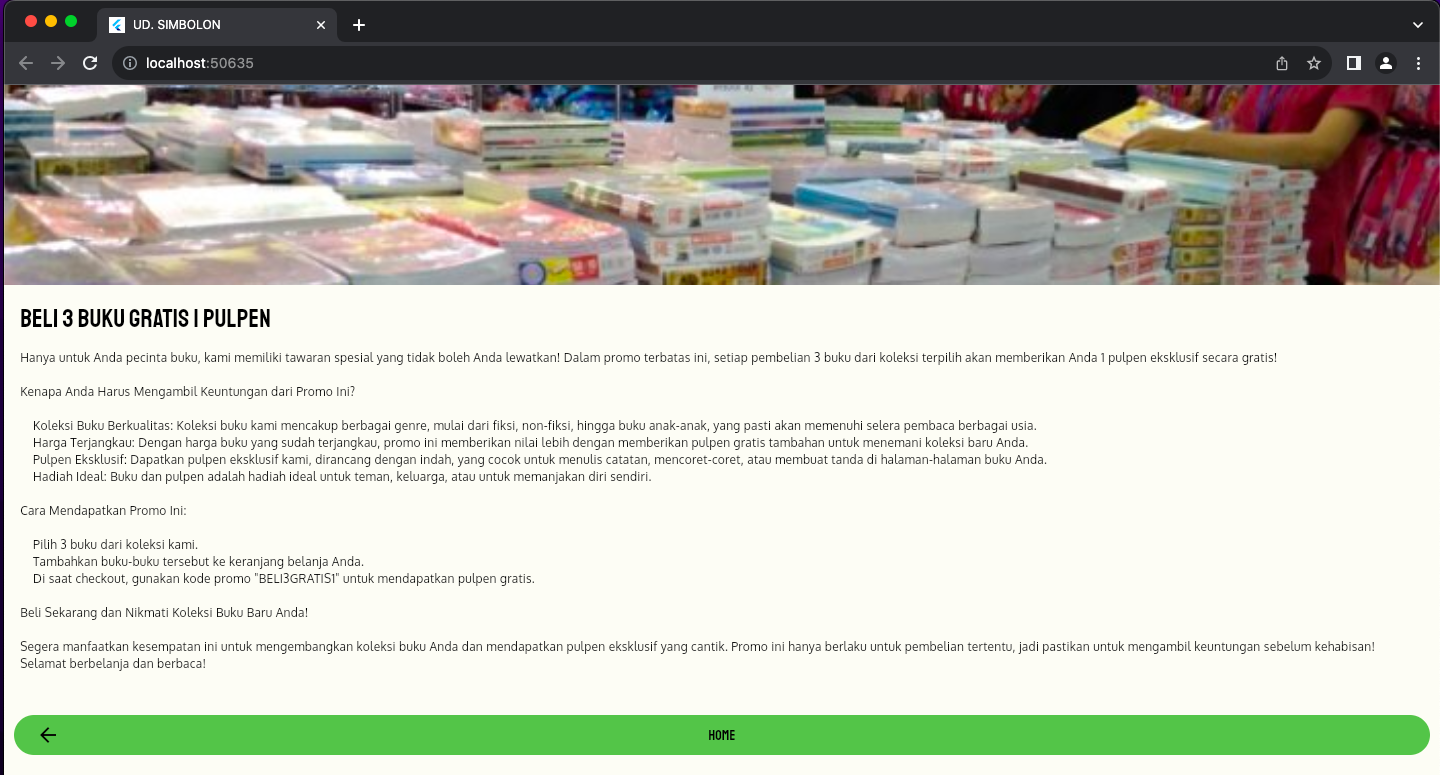 UD. SIMBOLON
localhost:50635
BELI 3 BUKU GRATIS 1 PULPEN
Hanya untuk Anda pecinta buku, kami memiliki tawaran spesial yang tidak boleh Anda lewatkan! Dalam promo terbatas ini, setiap pembelian 3 buku dari koleksi terpilih akan memberikan Anda 1 pulpen eksklusif secara gratis!
Kenapa Anda Harus Mengambil Keuntungan dari Promo Ini?
Koleksi Buku Berkualitas: Koleksi buku kami mencakup berbagai genre, mulai dari fiksi, non-fiksi, hingga buku anak-anak, yang pasti akan memenuhi selera pembaca berbagai usia.
Harga Terjangkau: Dengan harga buku yang sudah terjangkau, promo ini memberikan nilai lebih dengan memberikan pulpen gratis tambahan untuk menemani koleksi baru Anda.
Pulpen Eksklusif: Dapatkan pulpen eksklusif kami, dirancang dengan indah, yang cocok untuk menulis catatan, mencoret-coret, atau membuat tanda di halaman-halaman buku Anda.
Hadiah Ideal: Buku dan pulpen adalah hadiah ideal untuk teman, keluarga, atau untuk memanjakan diri sendiri.
Cara Mendapatkan Promo Ini:
Pilih 3 buku dari koleksi kami.
Tambahkan buku-buku tersebut ke keranjang belanja Anda.
Di saat checkout, gunakan kode promo "BELI3GRATIS1" untuk mendapatkan pulpen gratis.
Beli Sekarang dan Nikmati Koleksi Buku Baru Anda!
Segera manfaatkan kesempatan ini untuk mengembangkan koleksi buku Anda dan mendapatkan pulpen eksklusif yang cantik. Promo ini hanya berlaku untuk pembelian tertentu, jadi pastikan untuk mengambil keuntungan sebelum kehabisan!
Selamat berbelanja dan berbaca!
HOME